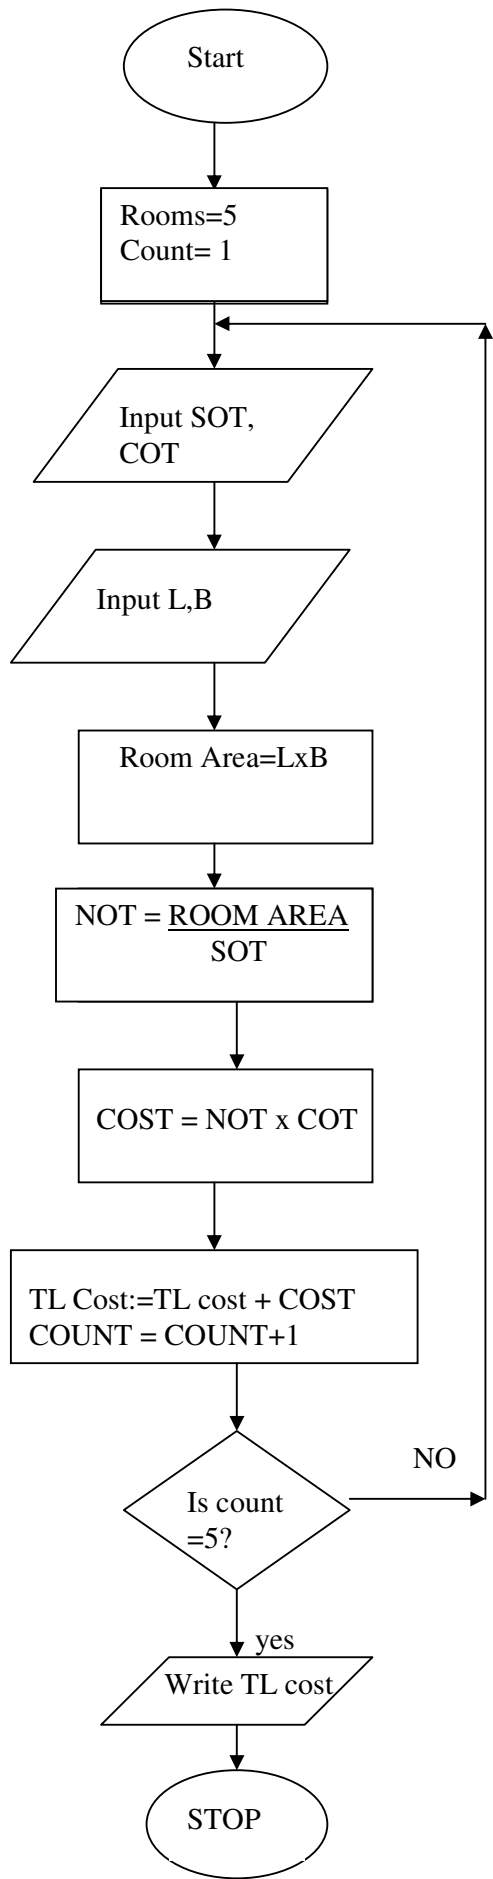 Start
Rooms=5
Count= 1
Input SOT,
COT
Input L,B
Room Area=LxB
NOT = ROOM AREA
SOT
COST = NOT x COT
TL Cost:=TL cost + COST
COUNT = COUNT+1
NO
Is count
=5?
yes
Write TL cost
STOP